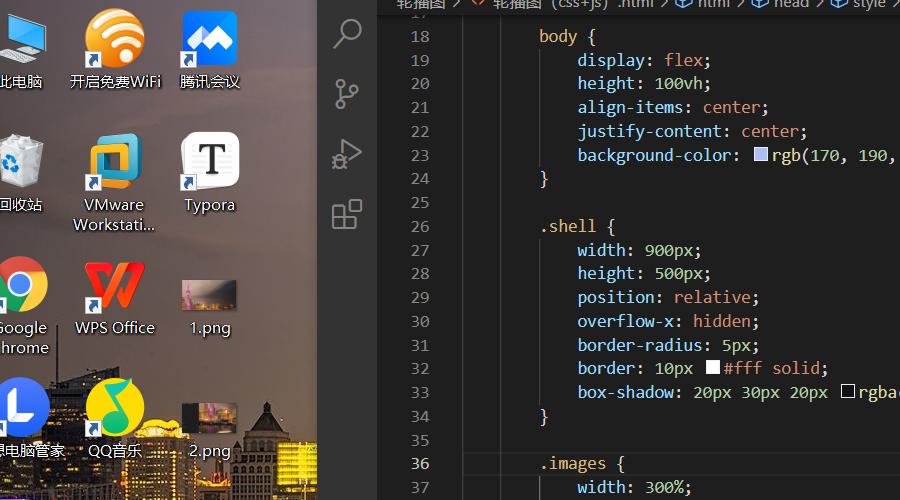 此电脑
开启免费WiFi
腾讯会议
回收站
VMware
Workstati...
Typora
Google
Chrome
WPS Office
1.png
想电脑管家
QQ音乐
2.png
轮播图 > <> 轮播图（css+js）.html > html > head > style
17
18 body {
19 display: flex;
20 height: 100vh;
21 align-items: center;
22 justify-content: center;
23 background-color: rgb(170, 190,
24 }
25
26 .shell {
27 width: 900px;
28 height: 500px;
29 position: relative;
30 overflow-x: hidden;
31 border-radius: 5px;
32 border: 10px #fff solid;
33 box-shadow: 20px 30px 20px rgba(
34 }
35
36 .images {
37 width: 300%;